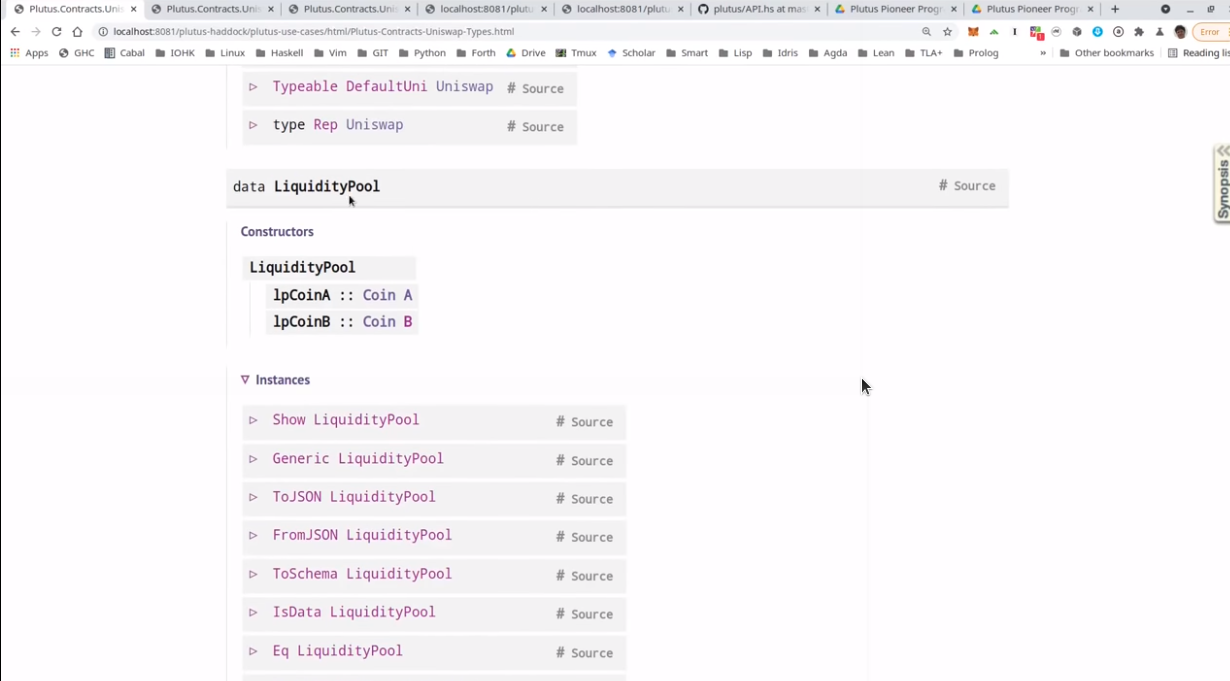 Plutus.Contracts.Unis Plutus.Contracts.Unis Plutus.Contracts.Unis localhost:8081/plutu localhost:8081/plutu plutus/API.hs at mas Plutus Pioneer Progr Plutus Pioneer Progr
localhost:8081/plutus-haddock/plutus-use-cases/html/Plutus-Contracts-Uniswap-Types.html Error
Apps GHC Cabal IOHK Linux Haskell Vim GIT Python Forth Drive Tmux Scholar Smart Lisp Idris Agda Lean TLA+ Prolog » Other bookmarks Reading lis
Typeable DefaultUni Uniswap # Source
type Rep Uniswap # Source
Synopsis
data LiquidityPool # Source
Constructors
LiquidityPool
lpCoinA :: Coin A
lpCoinB :: Coin B
Instances
Show LiquidityPool # Source
Generic LiquidityPool # Source
ToJSON LiquidityPool # Source
FromJSON LiquidityPool # Source
ToSchema LiquidityPool # Source
IsData LiquidityPool # Source
Eq LiquidityPool # Source